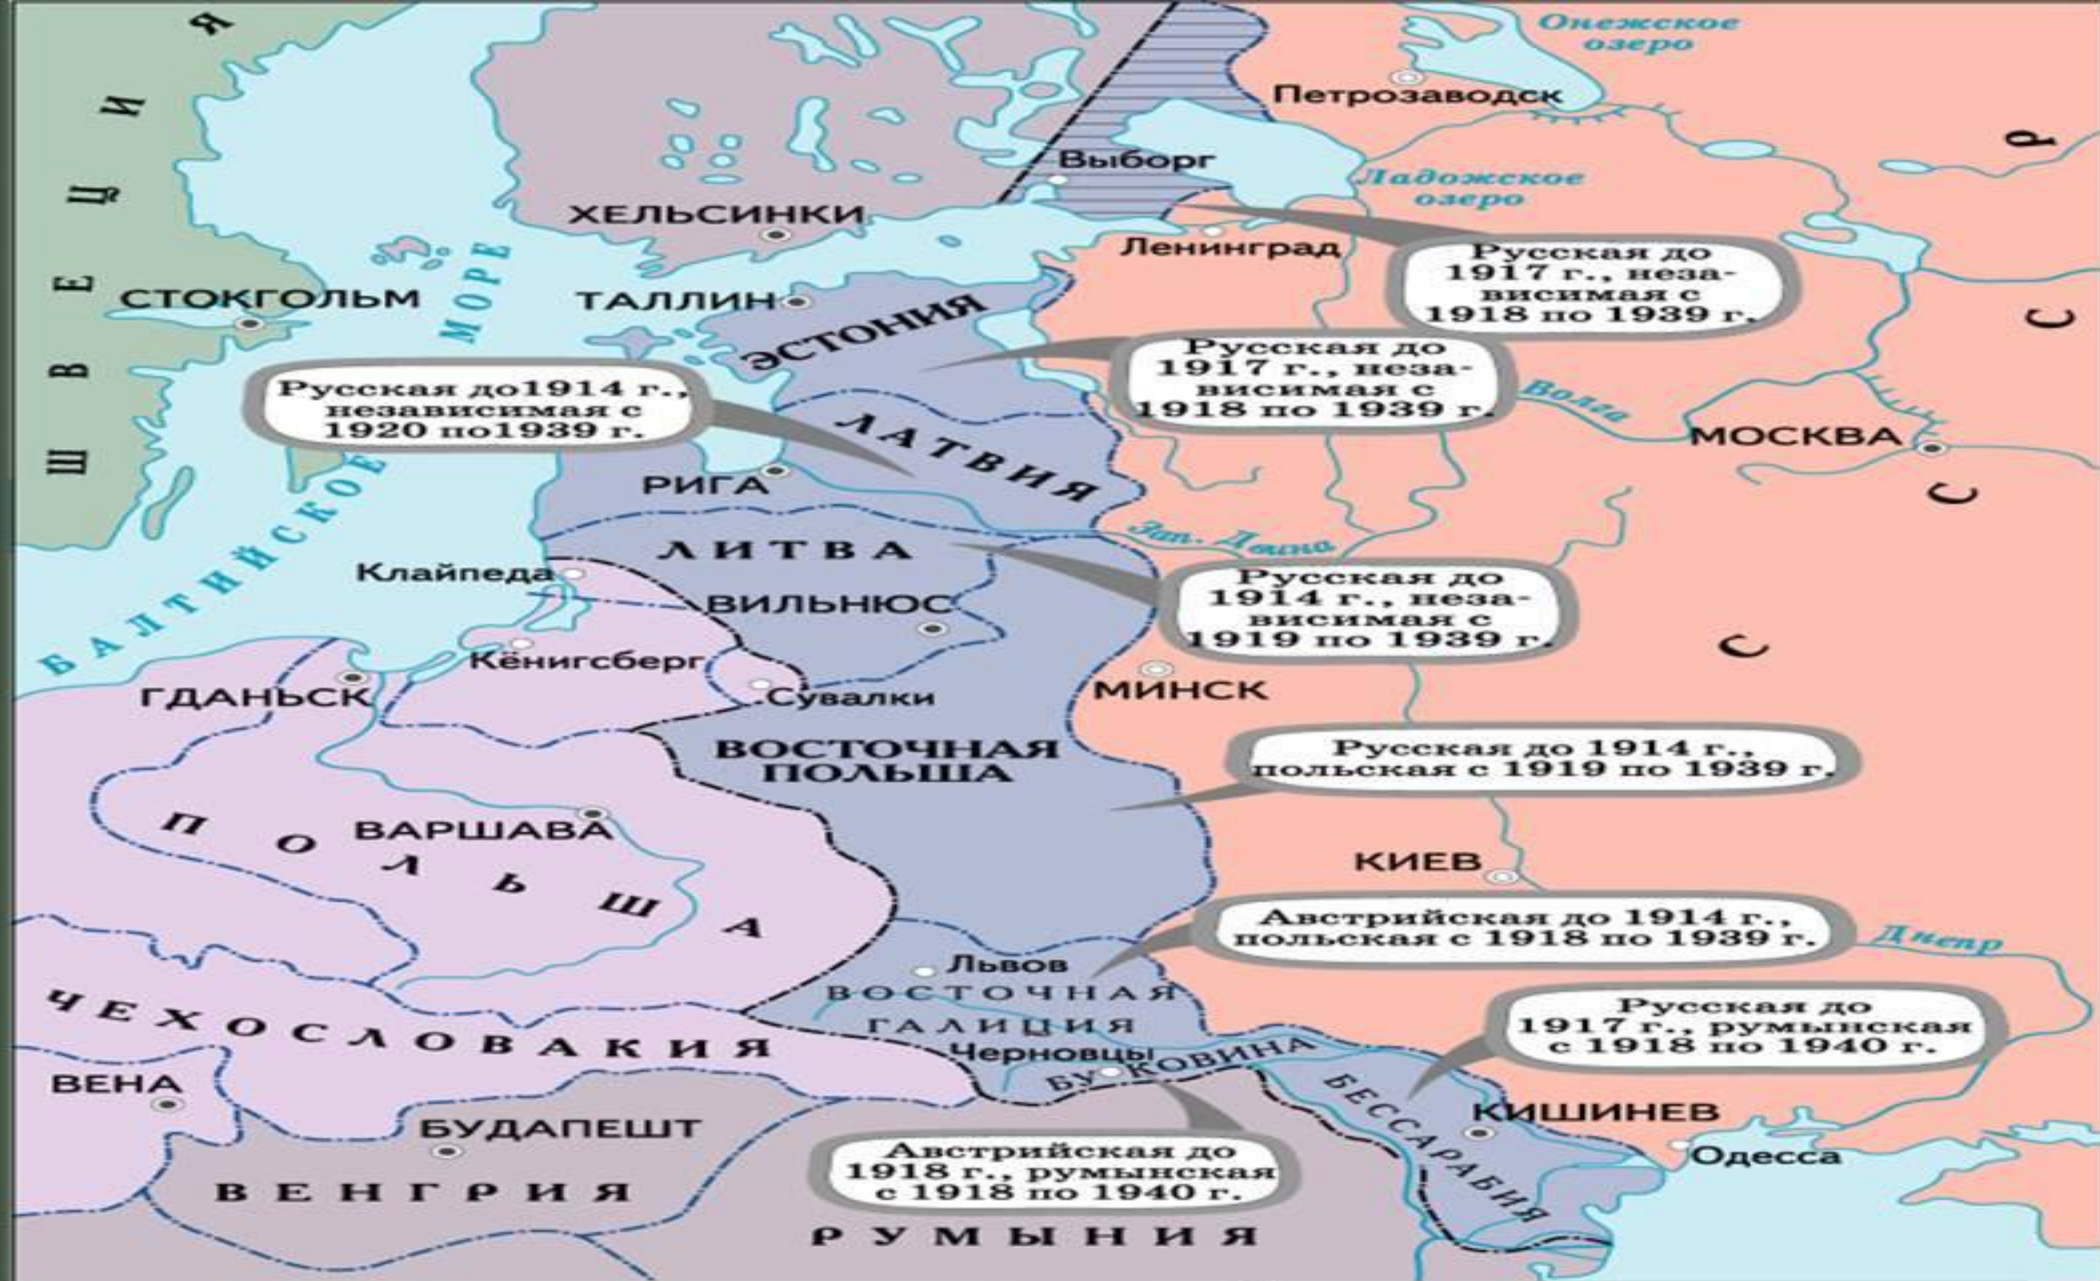 ШВЕЦИЯ
Онежское
озеро
Петрозаводск
Р
Выборг
Ладожское
озеро
ХЕЛЬСИНКИ
Ленинград
Русская до
1917 г., неза-
висимая с
1918 по 1939 г.
СТОКГОЛЬМ
МОРЕ
ТАЛЛИН
ЭСТОНИЯ
С
Русская до
1917 г., неза-
висимая с
1918 по 1939 г.
Русская до1914 г.,
независимая с
1920 по1939 г.
Волга
ЛАТВИЯ
МОСКВА
РИГА
С
БАЛТИЙСКОЕ
Зап. Двина
ЛИТВА
Клайпеда
ВИЛЬНЮС
Русская до
1914 г., неза-
висимая с
1919 по 1939 г.
С
Кёнигсберг
ГДАНЬСК
Сувалки
МИНСК
ВОСТОЧНАЯ
ПОЛЬША
Русская до 1914 г.,
польская с 1919 по 1939 г.
ВАРШАВА
ПОЛЬША
КИЕВ
Австрийская до 1914 г.,
польская с 1918 по 1939 г.
Днепр
Львов
ВОСТОЧНАЯ
ГАЛИЦИЯ
ЧЕХОСЛОВАКИЯ
Русская до
1917 г., румынская
с 1918 по 1940 г.
Черновцы
БУКОВИНА
БЕССАРАБИЯ
ВЕНА
КИШИНЕВ
БУДАПЕШТ
Одесса
Австрийская до
1918 г., румынская
с 1918 по 1940 г.
ВЕНГРИЯ
РУМЫНИЯ